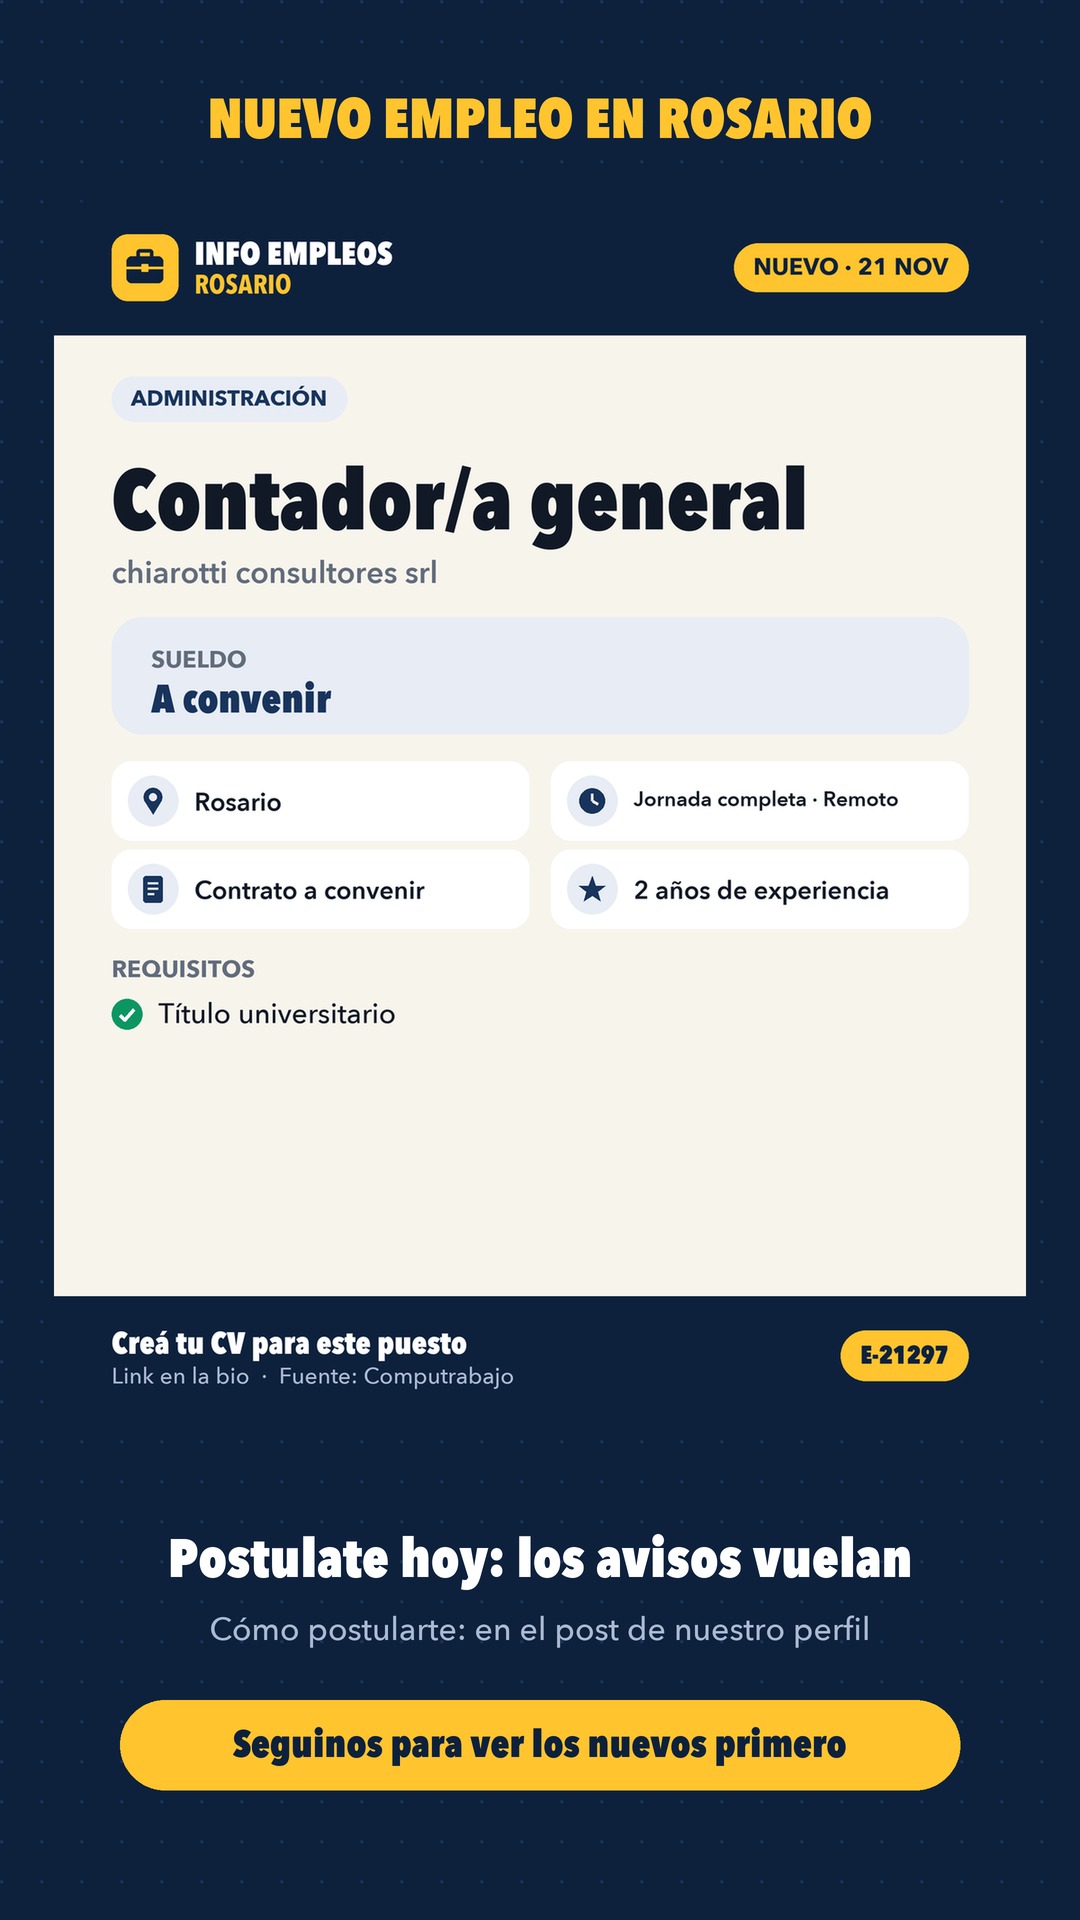 NUEVO EMPLEO EN ROSARIO
INFO EMPLEOS
ROSARIO
NUEVO · 21 NOV
ADMINISTRACIÓN
Contador/a general
chiarotti consultores srl
SUELDO
A convenir
Rosario
Jornada completa · Remoto
Contrato a convenir
2 años de experiencia
REQUISITOS
Título universitario
Creá tu CV para este puesto
Link en la bio · Fuente: Computrabajo
E-21297
Postulate hoy: los avisos vuelan
Cómo postularte: en el post de nuestro perfil
Seguinos para ver los nuevos primero